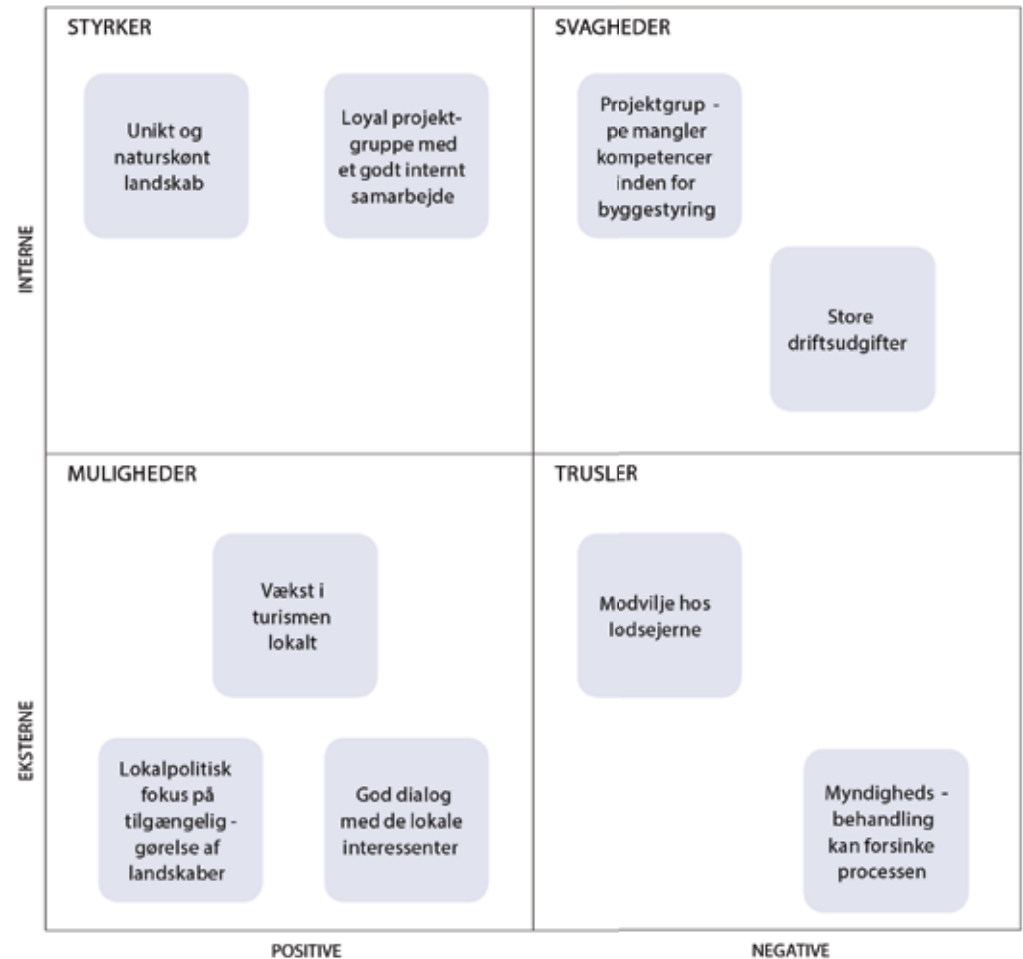 STYRKER
Unikt og
naturskønt
landskab
Loyal projekt-
gruppe med
et godt internt
samarbejde
SVAGHEDER
Projektgrup -
pe mangler
kompetencer
inden for
byggestyring
Store
driftsudgifter
INTERNE
MULIGHEDER
Vækst i
turismen
lokalt
Lokalpolitisk
fokus på
tilgængelig -
gørelse af
landskaber
God dialog
med de lokale
interessenter
TRUSLER
Modvilje hos
lodsejerne
Myndigheds -
behandling
kan forsinke
processen
EKSTERNE
POSITIVE
NEGATIVE